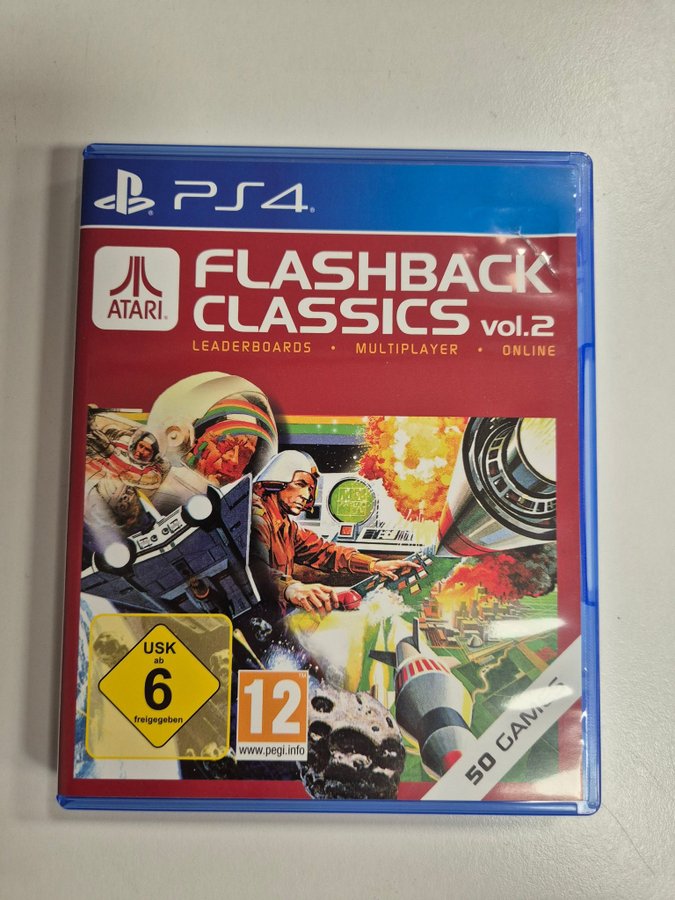 PS4
ATARI
FLASHBACK
CLASSICS vol.2
LEADERBOARDS • MULTIPLAYER • ONLINE
USK
ab
6
freigegeben
12
www.pegi.info
50 GAMES